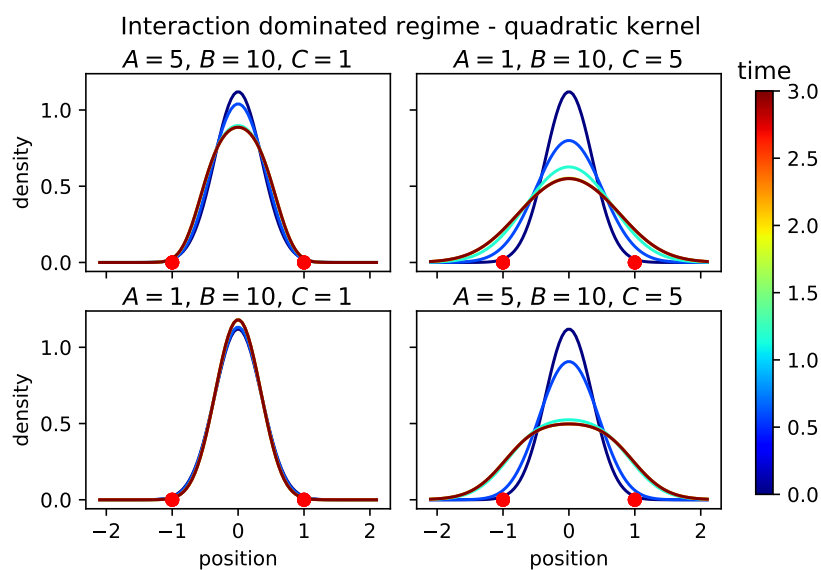 Interaction dominated regime - quadratic kernel
A = 5, B = 10, C = 1
A = 1, B = 10, C = 5
time
density
1.0
0.5
0.0
3.0
2.5
2.0
1.5
1.0
0.5
0.0
A = 1, B = 10, C = 1
A = 5, B = 10, C = 5
density
1.0
0.5
0.0
−2 −1 0 1 2
−2 −1 0 1 2
position
position